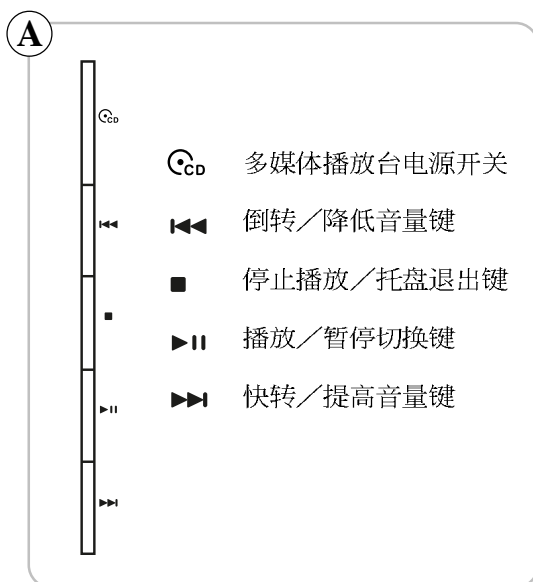 A
CD
CD 多媒体播放台电源开关
倒转／降低音量键
停止播放／托盘退出键
播放／暂停切换键
快转／提高音量键